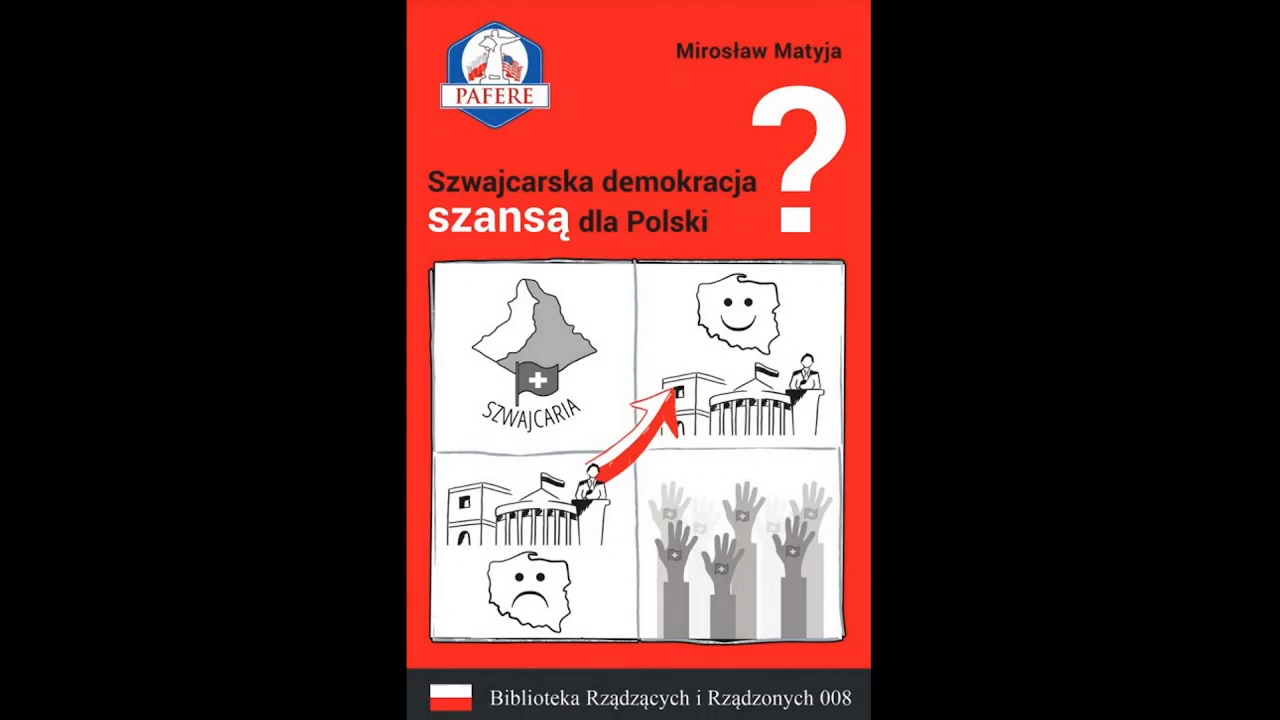 PAFERE
Mirosław Matyja
Szwajcarska demokracja
szansą dla Polski
?
SZWAJCARIA
Biblioteka Rządzących i Rządzonych 008